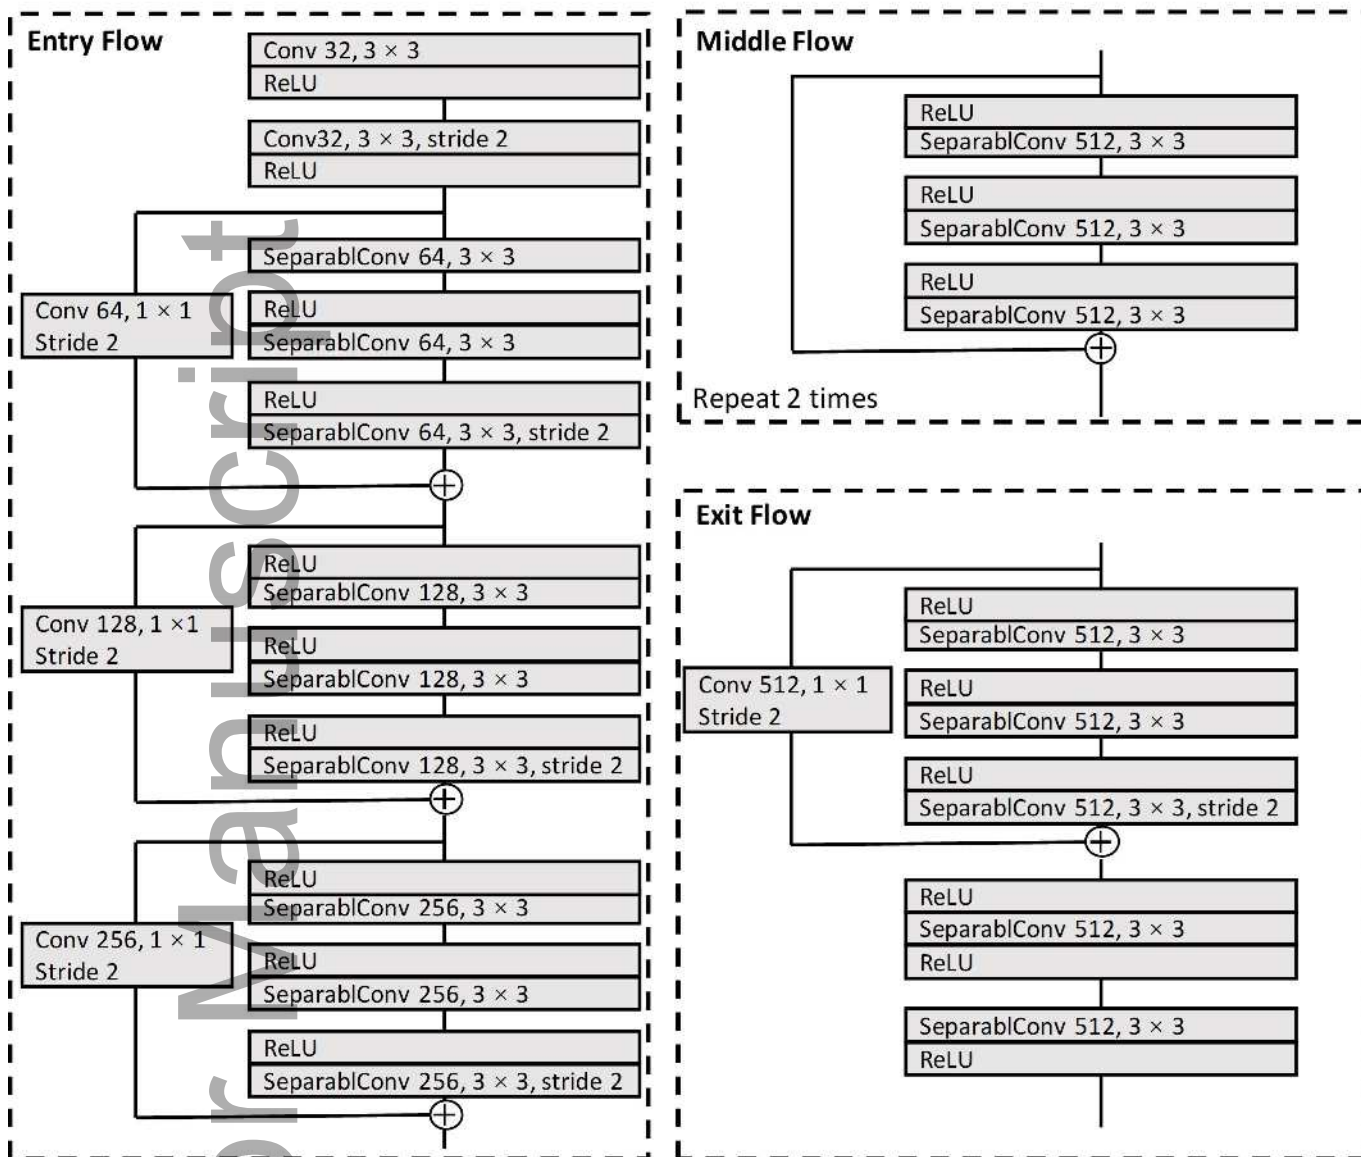 Entry Flow
Conv 32, 3 × 3
ReLU
Conv32, 3 × 3, stride 2
ReLU
SeparablConv 64, 3 × 3
Conv 64, 1 × 1
Stride 2
ReLU
SeparablConv 64, 3 × 3
ReLU
SeparablConv 64, 3 × 3, stride 2
ReLU
SeparablConv 128, 3 × 3
Conv 128, 1 ×1
Stride 2
ReLU
SeparablConv 128, 3 × 3
ReLU
SeparablConv 128, 3 × 3, stride 2
ReLU
SeparablConv 256, 3 × 3
Conv 256, 1 × 1
Stride 2
ReLU
SeparablConv 256, 3 × 3
ReLU
SeparablConv 256, 3 × 3, stride 2
Middle Flow
ReLU
SeparablConv 512, 3 × 3
ReLU
SeparablConv 512, 3 × 3
ReLU
SeparablConv 512, 3 × 3
Repeat 2 times
Exit Flow
ReLU
SeparablConv 512, 3 × 3
Conv 512, 1 × 1
Stride 2
ReLU
SeparablConv 512, 3 × 3
ReLU
SeparablConv 512, 3 × 3, stride 2
ReLU
SeparablConv 512, 3 × 3
ReLU
SeparablConv 512, 3 × 3
ReLU
Manuscript